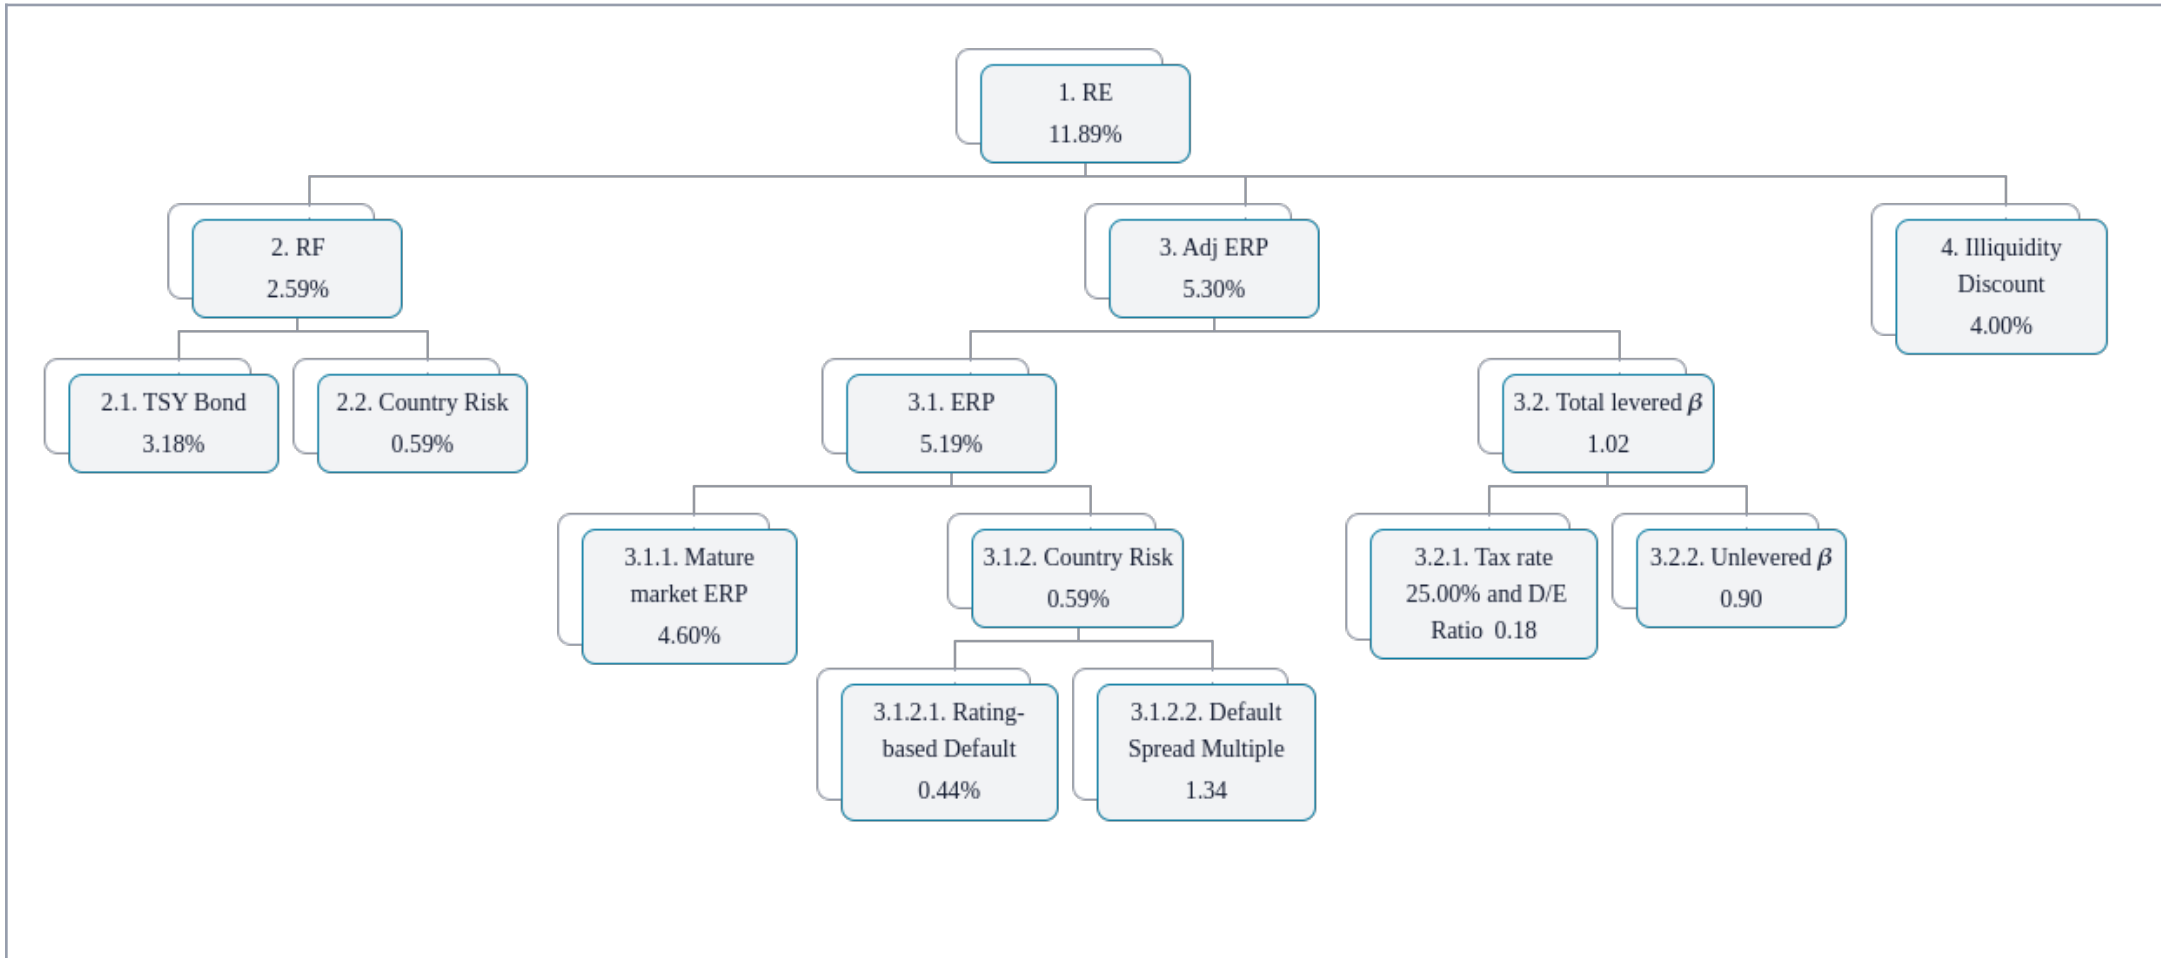 1. RE
11.89%
2. RF
2.59%
3. Adj ERP
5.30%
4. Illiquidity
Discount
4.00%
2.1. TSY Bond
3.18%
2.2. Country Risk
0.59%
3.1. ERP
5.19%
3.2. Total levered β
1.02
3.1.1. Mature
market ERP
4.60%
3.1.2. Country Risk
0.59%
3.2.1. Tax rate
25.00% and D/E
Ratio 0.18
3.2.2. Unlevered β
0.90
3.1.2.1. Rating-
based Default
0.44%
3.1.2.2. Default
Spread Multiple
1.34